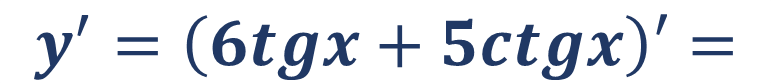 y′ = (6tgx + 5ctgx)′ =